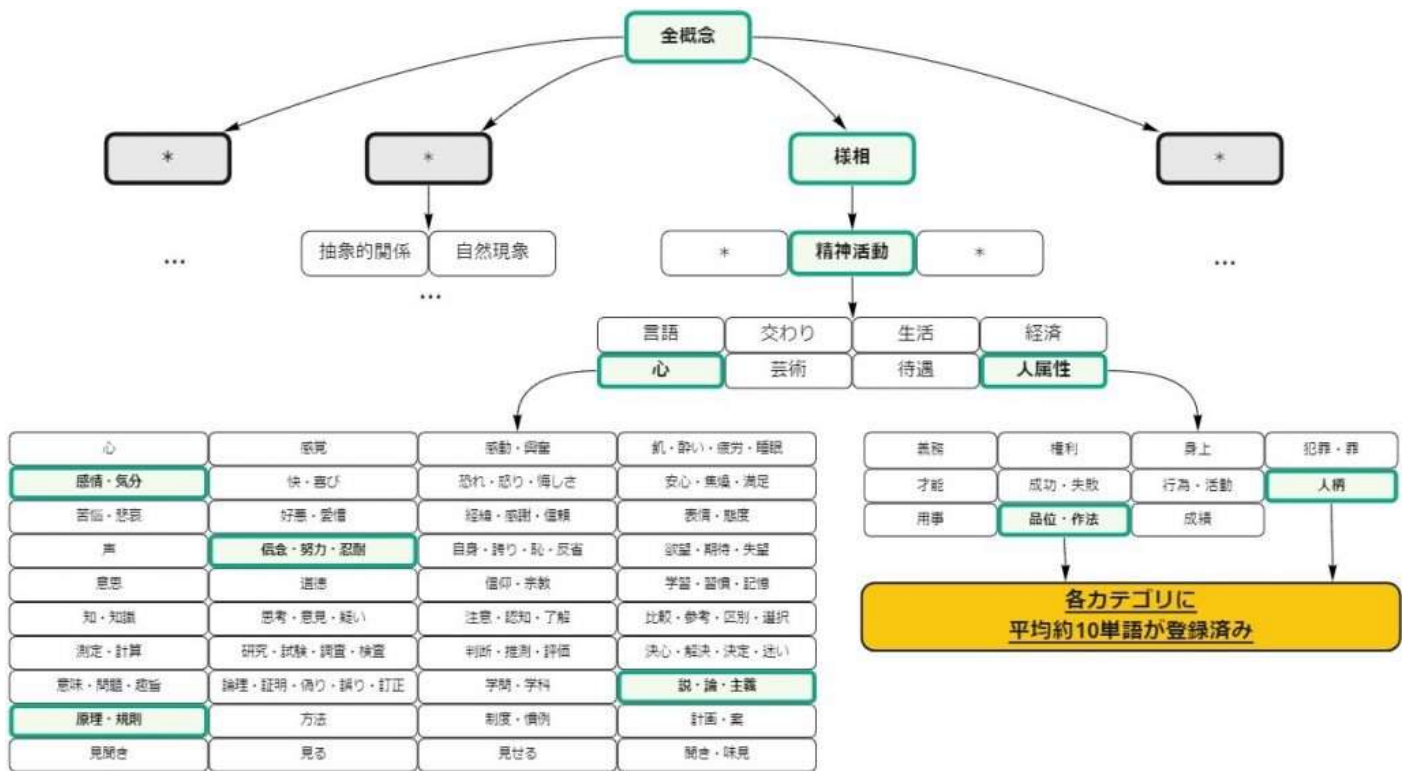 全概念
*
*
様相
*
...
抽象的関係 自然現象
...
*
精神活動
*
...
言語 交わり 生活 経済
心 芸術 待遇 人属性
心 感覚 感動・興奮 飢・酔い・疲労・睡眠
感情・気分 快・喜び 恐れ・怒り・悔しさ 安心・焦燥・満足
苦悩・悲哀 好悪・愛憎 経緯・感謝・信頼 表情・態度
声 信念・努力・忍耐 自身・誇り・恥・反省 欲望・期待・失望
意思 道徳 信仰・宗教 学習・習慣・記憶
知・知識 思考・意見・疑い 注意・認知・了解 比較・参考・区別・選択
測定・計算 研究・試験・調査・検査 判断・推測・評価 決心・解決・決定・迷い
意味・問題・趣旨 論理・証明・偽り・誤り・訂正 学問・学科 説・論・主義
原理・規則 方法 制度・慣例 計画・案
見聞き 見る 見せる 聞き・味見
義務 権利 身上 犯罪・罪
才能 成功・失敗 行為・活動 人柄
用事 品位・作法 成績
各カテゴリに
平均約10単語が登録済み